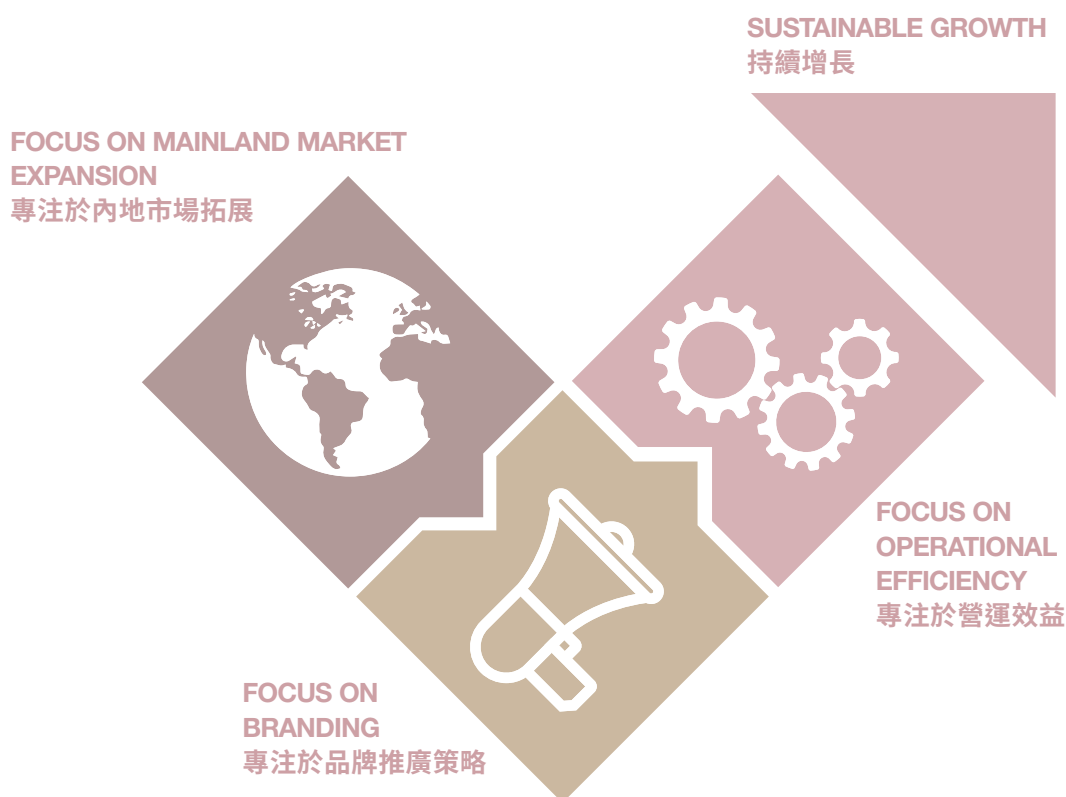 SUSTAINABLE GROWTH
持續增長
FOCUS ON MAINLAND MARKET
EXPANSION
專注於內地市場拓展
FOCUS ON
OPERATIONAL
EFFICIENCY
專注於營運效益
FOCUS ON
BRANDING
專注於品牌推廣策略